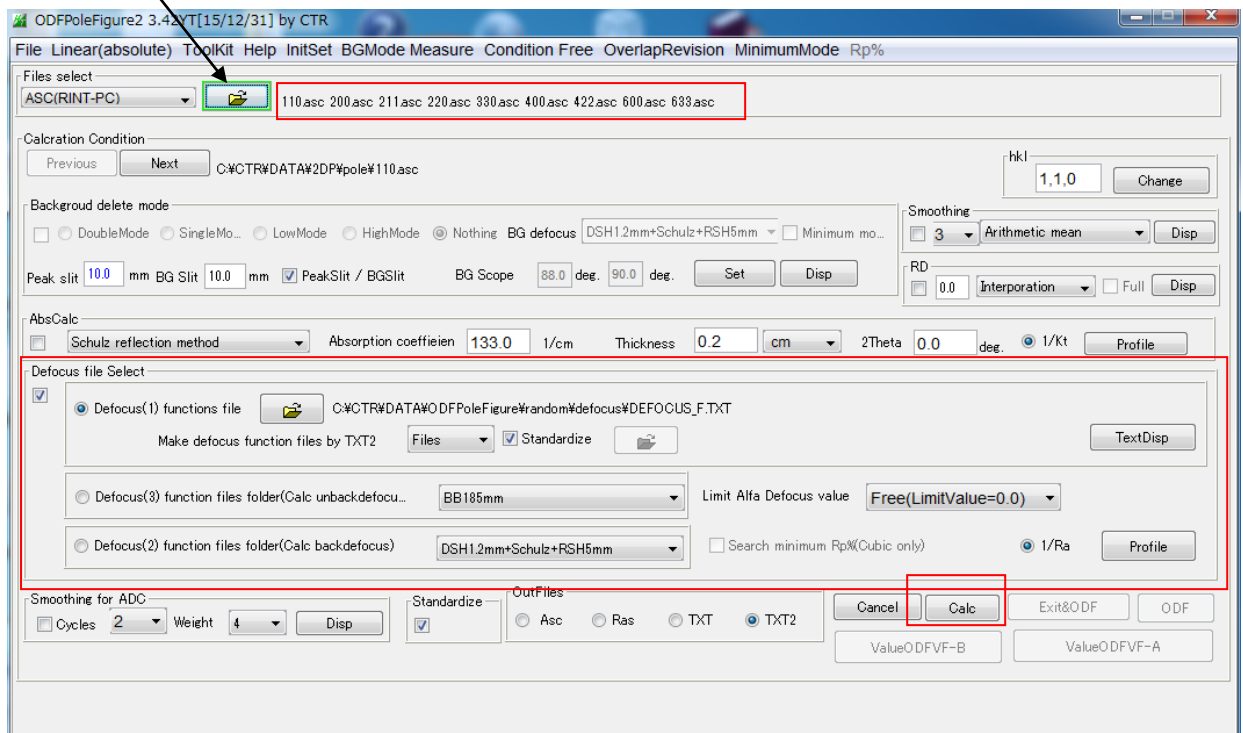 ODFPoleFigure2 3.42YT[15/12/31] by CTR
File Linear(absolute) ToolKit Help InitSet BGMode Measure Condition Free OverlapRevision MinimumMode Rp%
Files select
ASC(RINT-PC) 110.asc 200.asc 211.asc 220.asc 330.asc 400.asc 422.asc 600.asc 633.asc
Calcration Condition
Previous Next C:¥CTR¥DATA¥2DP¥pole¥110.asc
hkl
1,1,0 Change
Backgroud delete mode
DoubleMode SingleMo... LowMode HighMode Nothing BG defocus DSH1.2mm+Schulz+RSH5mm Minimum mo...
Peak slit 10.0 mm BG Slit 10.0 mm PeakSlit / BGSlit BG Scope 88.0 deg. 90.0 deg. Set Disp
Smoothing
3 Arithmetic mean Disp
RD
0.0 Interporation Full Disp
AbsCalc
Schulz reflection method Absorption coeffieien 133.0 1/cm Thickness 0.2 cm 2Theta 0.0 deg. 1/Kt Profile
Defocus file Select
Defocus(1) functions file C:¥CTR¥DATA¥ODFPoleFigure¥random¥defocus¥DEFOCUS_F.TXT
Make defocus function files by TXT2 Files Standardize TextDisp
Defocus(3) function files folder(Calc unbackdefocu... BB185mm Limit Alfa Defocus value Free(LimitValue=0.0)
Defocus(2) function files folder(Calc backdefocus) DSH1.2mm+Schulz+RSH5mm Search minimum Rp%(Cubic only) 1/Ra Profile
Smoothing for ADC
Cycles 2 Weight 4 Disp
Standardize
OutFiles
Asc Ras TXT TXT2
Cancel Calc Exit&ODF ODF
ValueODFVF-B ValueODFVF-A